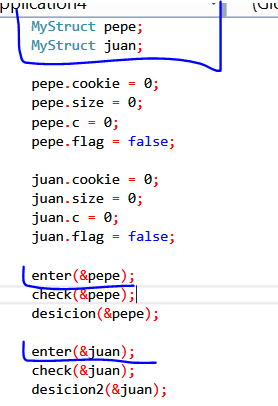 pplication4
MyStruct pepe;
MyStruct juan;
pepe.cookie = 0;
pepe.size = 0;
pepe.c = 0;
pepe.flag = false;
juan.cookie = 0;
juan.size = 0;
juan.c = 0;
juan.flag = false;
enter(&pepe);
check(&pepe);
desicion(&pepe);
enter(&juan);
check(&juan);
desicion2(&juan);